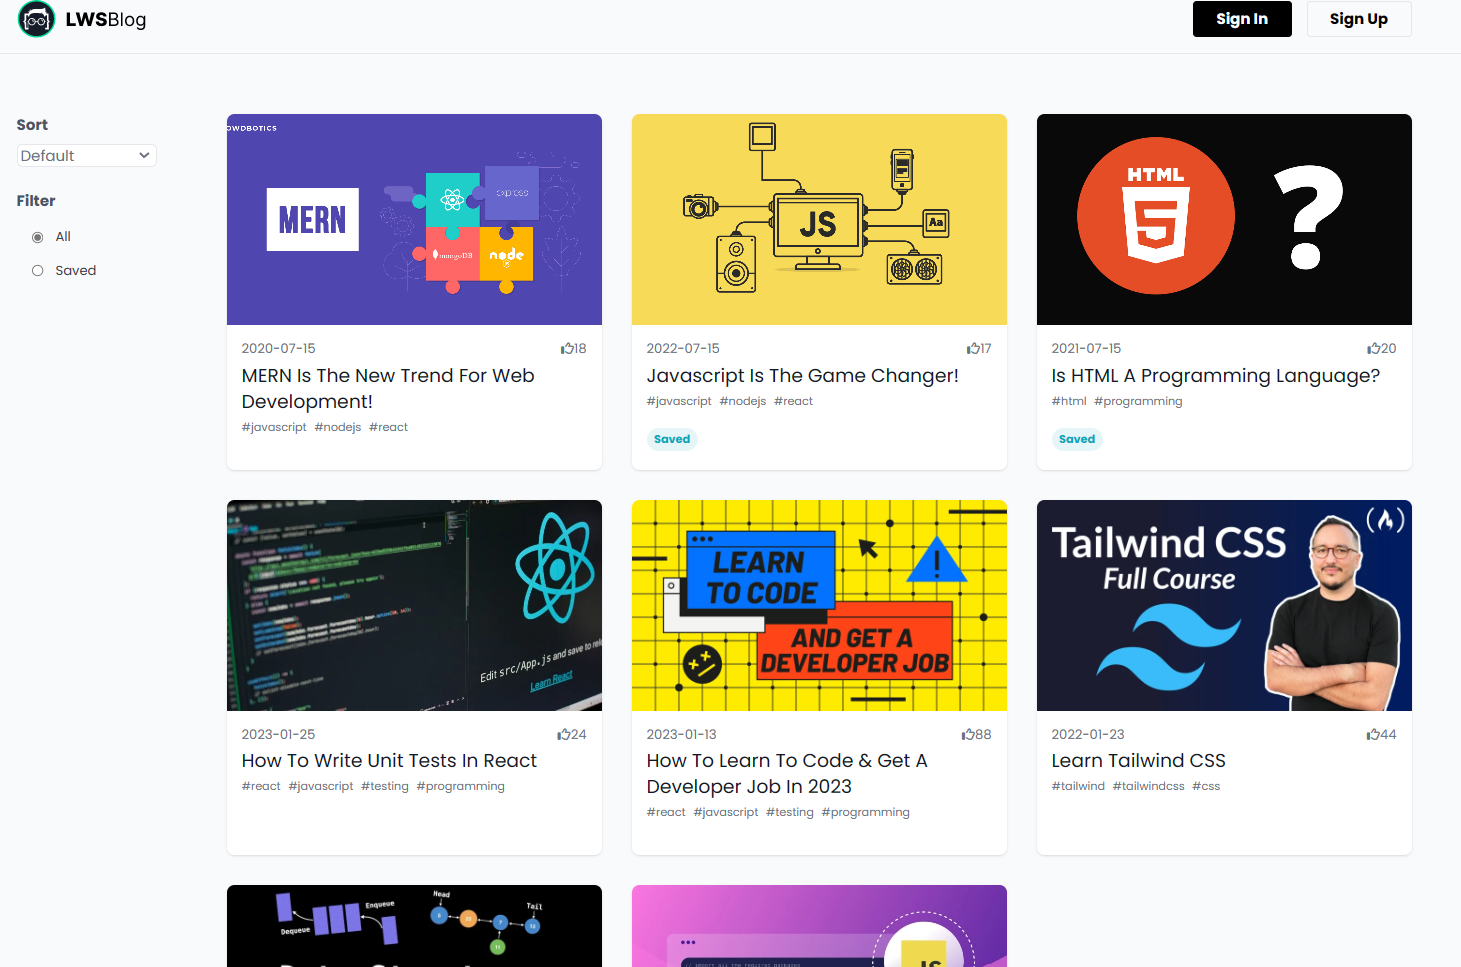 LWSBlog
Sign In
Sign Up
Sort
Default
Filter
All
Saved
OWDBOTICS
MERN
express
mongoDB
node
2020-07-15
18
MERN Is The New Trend For Web
Development!
#javascript #nodejs #react
JS
Aa
2022-07-15
17
Javascript Is The Game Changer!
#javascript #nodejs #react
Saved
HTML
5
?
2021-07-15
20
Is HTML A Programming Language?
#html #programming
Saved
Edit src/App.js and save to rel
Learn React
2023-01-25
24
How To Write Unit Tests In React
#react #javascript #testing #programming
LEARN
TO CODE
AND GET A
DEVELOPER JOB
2023-01-13
88
How To Learn To Code & Get A
Developer Job In 2023
#react #javascript #testing #programming
Tailwind CSS
Full Course
2022-01-23
44
Learn Tailwind CSS
#tailwind #tailwindcss #css
Enqueue
Dequeue
Head
Tail
// import all the required packages
JS